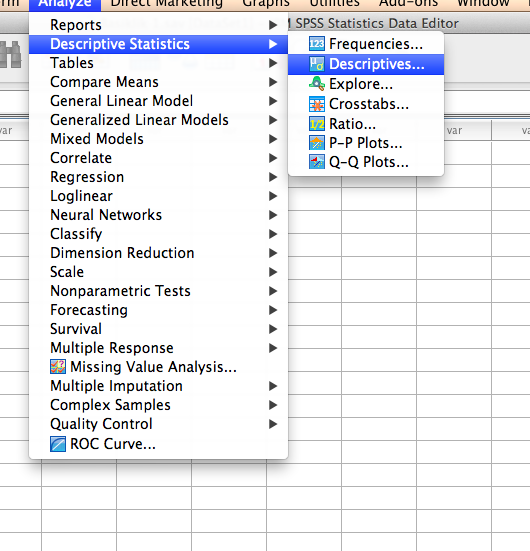 Analyze Direct Marketing Graphs Utilities Add-ons Window
SPSS Statistics Data Editor
Reports
Descriptive Statistics
Tables
Compare Means
General Linear Model
Generalized Linear Models
Mixed Models
Correlate
Regression
Loglinear
Neural Networks
Classify
Dimension Reduction
Scale
Nonparametric Tests
Forecasting
Survival
Multiple Response
Missing Value Analysis...
Multiple Imputation
Complex Samples
Quality Control
ROC Curve...
123 Frequencies...
Descriptives...
Explore...
Crosstabs...
1/2 Ratio...
P-P Plots...
Q-Q Plots...
var
var